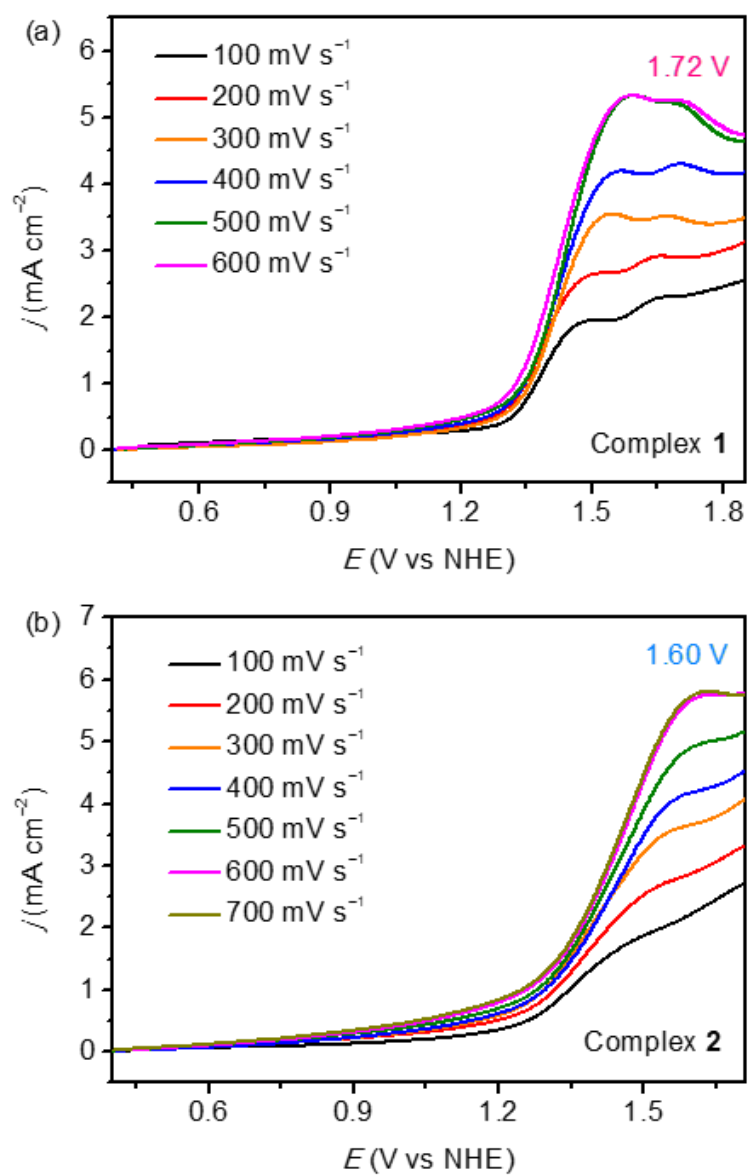 (a)
100 mV s⁻¹
200 mV s⁻¹
300 mV s⁻¹
400 mV s⁻¹
500 mV s⁻¹
600 mV s⁻¹
1.72 V
Complex 1
6
5
4
3
2
1
0
j (mA cm⁻²)
0.6 0.9 1.2 1.5 1.8
E (V vs NHE)
(b)
100 mV s⁻¹
200 mV s⁻¹
300 mV s⁻¹
400 mV s⁻¹
500 mV s⁻¹
600 mV s⁻¹
700 mV s⁻¹
1.60 V
Complex 2
7
6
5
4
3
2
1
0
j (mA cm⁻²)
0.6 0.9 1.2 1.5
E (V vs NHE)